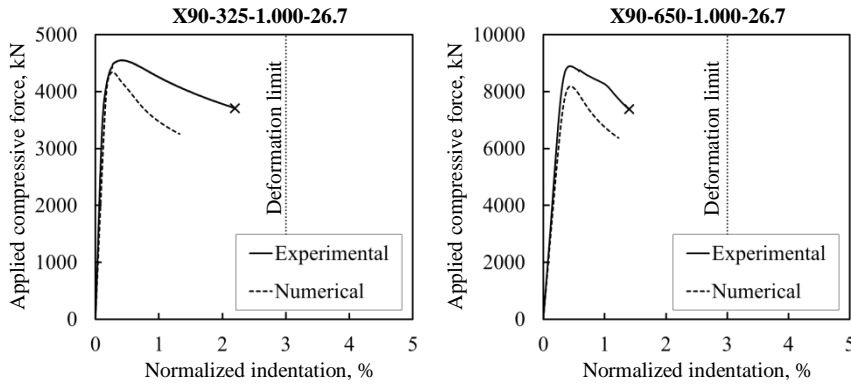 X90-325-1.000-26.7
Applied compressive force, kN
5000
4000
3000
2000
1000
0
0
1
2
3
4
5
Normalized indentation, %
Deformation limit
Experimental
Numerical
X90-650-1.000-26.7
Applied compressive force, kN
10000
8000
6000
4000
2000
0
0
1
2
3
4
5
Normalized indentation, %
Deformation limit
Experimental
Numerical